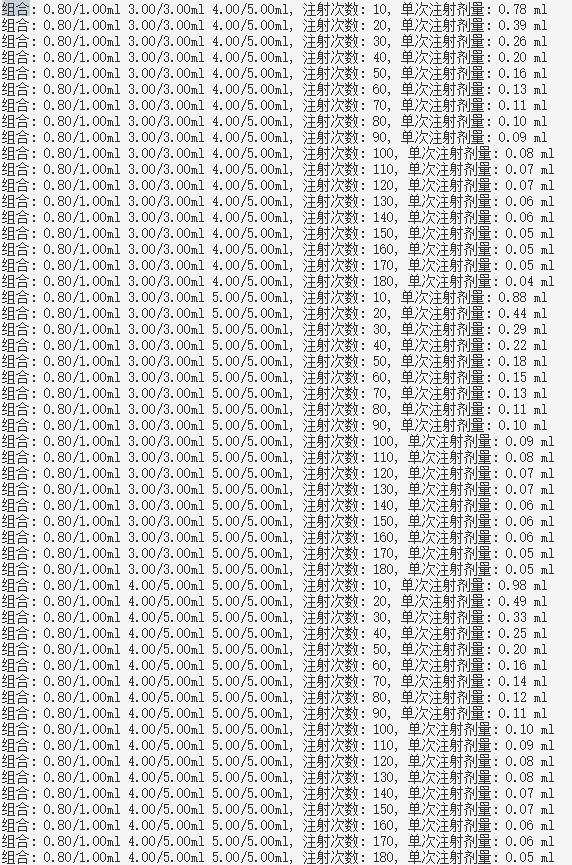 组合: 0.80/1.00ml 3.00/3.00ml 4.00/5.00ml, 注射次数: 10, 单次注射剂量: 0.78 ml
组合: 0.80/1.00ml 3.00/3.00ml 4.00/5.00ml, 注射次数: 20, 单次注射剂量: 0.39 ml
组合: 0.80/1.00ml 3.00/3.00ml 4.00/5.00ml, 注射次数: 30, 单次注射剂量: 0.26 ml
组合: 0.80/1.00ml 3.00/3.00ml 4.00/5.00ml, 注射次数: 40, 单次注射剂量: 0.20 ml
组合: 0.80/1.00ml 3.00/3.00ml 4.00/5.00ml, 注射次数: 50, 单次注射剂量: 0.16 ml
组合: 0.80/1.00ml 3.00/3.00ml 4.00/5.00ml, 注射次数: 60, 单次注射剂量: 0.13 ml
组合: 0.80/1.00ml 3.00/3.00ml 4.00/5.00ml, 注射次数: 70, 单次注射剂量: 0.11 ml
组合: 0.80/1.00ml 3.00/3.00ml 4.00/5.00ml, 注射次数: 80, 单次注射剂量: 0.10 ml
组合: 0.80/1.00ml 3.00/3.00ml 4.00/5.00ml, 注射次数: 90, 单次注射剂量: 0.09 ml
组合: 0.80/1.00ml 3.00/3.00ml 4.00/5.00ml, 注射次数: 100, 单次注射剂量: 0.08 ml
组合: 0.80/1.00ml 3.00/3.00ml 4.00/5.00ml, 注射次数: 110, 单次注射剂量: 0.07 ml
组合: 0.80/1.00ml 3.00/3.00ml 4.00/5.00ml, 注射次数: 120, 单次注射剂量: 0.07 ml
组合: 0.80/1.00ml 3.00/3.00ml 4.00/5.00ml, 注射次数: 130, 单次注射剂量: 0.06 ml
组合: 0.80/1.00ml 3.00/3.00ml 4.00/5.00ml, 注射次数: 140, 单次注射剂量: 0.06 ml
组合: 0.80/1.00ml 3.00/3.00ml 4.00/5.00ml, 注射次数: 150, 单次注射剂量: 0.05 ml
组合: 0.80/1.00ml 3.00/3.00ml 4.00/5.00ml, 注射次数: 160, 单次注射剂量: 0.05 ml
组合: 0.80/1.00ml 3.00/3.00ml 4.00/5.00ml, 注射次数: 170, 单次注射剂量: 0.05 ml
组合: 0.80/1.00ml 3.00/3.00ml 4.00/5.00ml, 注射次数: 180, 单次注射剂量: 0.04 ml
组合: 0.80/1.00ml 3.00/3.00ml 5.00/5.00ml, 注射次数: 10, 单次注射剂量: 0.88 ml
组合: 0.80/1.00ml 3.00/3.00ml 5.00/5.00ml, 注射次数: 20, 单次注射剂量: 0.44 ml
组合: 0.80/1.00ml 3.00/3.00ml 5.00/5.00ml, 注射次数: 30, 单次注射剂量: 0.29 ml
组合: 0.80/1.00ml 3.00/3.00ml 5.00/5.00ml, 注射次数: 40, 单次注射剂量: 0.22 ml
组合: 0.80/1.00ml 3.00/3.00ml 5.00/5.00ml, 注射次数: 50, 单次注射剂量: 0.18 ml
组合: 0.80/1.00ml 3.00/3.00ml 5.00/5.00ml, 注射次数: 60, 单次注射剂量: 0.15 ml
组合: 0.80/1.00ml 3.00/3.00ml 5.00/5.00ml, 注射次数: 70, 单次注射剂量: 0.13 ml
组合: 0.80/1.00ml 3.00/3.00ml 5.00/5.00ml, 注射次数: 80, 单次注射剂量: 0.11 ml
组合: 0.80/1.00ml 3.00/3.00ml 5.00/5.00ml, 注射次数: 90, 单次注射剂量: 0.10 ml
组合: 0.80/1.00ml 3.00/3.00ml 5.00/5.00ml, 注射次数: 100, 单次注射剂量: 0.09 ml
组合: 0.80/1.00ml 3.00/3.00ml 5.00/5.00ml, 注射次数: 110, 单次注射剂量: 0.08 ml
组合: 0.80/1.00ml 3.00/3.00ml 5.00/5.00ml, 注射次数: 120, 单次注射剂量: 0.07 ml
组合: 0.80/1.00ml 3.00/3.00ml 5.00/5.00ml, 注射次数: 130, 单次注射剂量: 0.07 ml
组合: 0.80/1.00ml 3.00/3.00ml 5.00/5.00ml, 注射次数: 140, 单次注射剂量: 0.06 ml
组合: 0.80/1.00ml 3.00/3.00ml 5.00/5.00ml, 注射次数: 150, 单次注射剂量: 0.06 ml
组合: 0.80/1.00ml 3.00/3.00ml 5.00/5.00ml, 注射次数: 160, 单次注射剂量: 0.06 ml
组合: 0.80/1.00ml 3.00/3.00ml 5.00/5.00ml, 注射次数: 170, 单次注射剂量: 0.05 ml
组合: 0.80/1.00ml 3.00/3.00ml 5.00/5.00ml, 注射次数: 180, 单次注射剂量: 0.05 ml
组合: 0.80/1.00ml 4.00/5.00ml 5.00/5.00ml, 注射次数: 10, 单次注射剂量: 0.98 ml
组合: 0.80/1.00ml 4.00/5.00ml 5.00/5.00ml, 注射次数: 20, 单次注射剂量: 0.49 ml
组合: 0.80/1.00ml 4.00/5.00ml 5.00/5.00ml, 注射次数: 30, 单次注射剂量: 0.33 ml
组合: 0.80/1.00ml 4.00/5.00ml 5.00/5.00ml, 注射次数: 40, 单次注射剂量: 0.25 ml
组合: 0.80/1.00ml 4.00/5.00ml 5.00/5.00ml, 注射次数: 50, 单次注射剂量: 0.20 ml
组合: 0.80/1.00ml 4.00/5.00ml 5.00/5.00ml, 注射次数: 60, 单次注射剂量: 0.16 ml
组合: 0.80/1.00ml 4.00/5.00ml 5.00/5.00ml, 注射次数: 70, 单次注射剂量: 0.14 ml
组合: 0.80/1.00ml 4.00/5.00ml 5.00/5.00ml, 注射次数: 80, 单次注射剂量: 0.12 ml
组合: 0.80/1.00ml 4.00/5.00ml 5.00/5.00ml, 注射次数: 90, 单次注射剂量: 0.11 ml
组合: 0.80/1.00ml 4.00/5.00ml 5.00/5.00ml, 注射次数: 100, 单次注射剂量: 0.10 ml
组合: 0.80/1.00ml 4.00/5.00ml 5.00/5.00ml, 注射次数: 110, 单次注射剂量: 0.09 ml
组合: 0.80/1.00ml 4.00/5.00ml 5.00/5.00ml, 注射次数: 120, 单次注射剂量: 0.08 ml
组合: 0.80/1.00ml 4.00/5.00ml 5.00/5.00ml, 注射次数: 130, 单次注射剂量: 0.08 ml
组合: 0.80/1.00ml 4.00/5.00ml 5.00/5.00ml, 注射次数: 140, 单次注射剂量: 0.07 ml
组合: 0.80/1.00ml 4.00/5.00ml 5.00/5.00ml, 注射次数: 150, 单次注射剂量: 0.07 ml
组合: 0.80/1.00ml 4.00/5.00ml 5.00/5.00ml, 注射次数: 160, 单次注射剂量: 0.06 ml
组合: 0.80/1.00ml 4.00/5.00ml 5.00/5.00ml, 注射次数: 170, 单次注射剂量: 0.06 ml
组合: 0.80/1.00ml 4.00/5.00ml 5.00/5.00ml, 注射次数: 180, 单次注射剂量: 0.05 ml